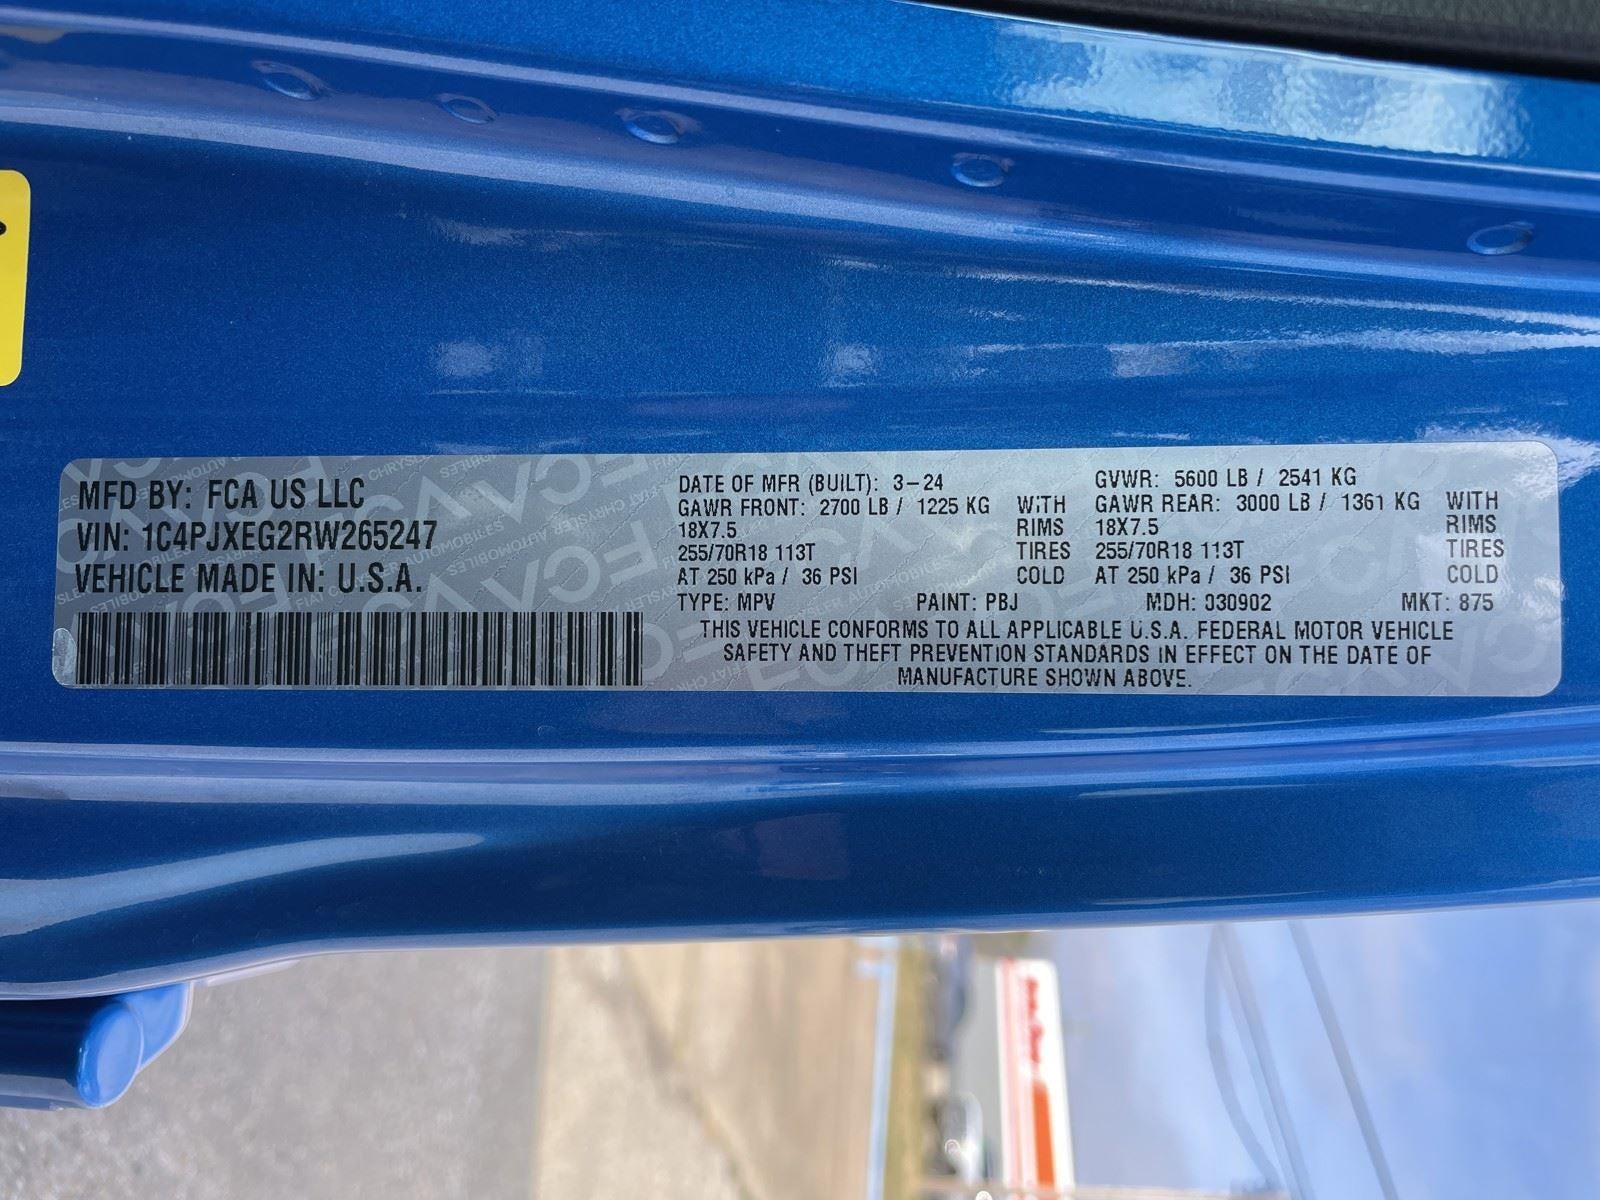 MFD BY: FCA US LLC
VIN: 1C4PJXEG2RW265247
VEHICLE MADE IN: U.S.A.
DATE OF MFR (BUILT): 3-24 GVWR: 5600 LB / 2541 KG
GAWR FRONT: 2700 LB / 1225 KG WITH GAWR REAR: 3000 LB / 1361 KG WITH
18X7.5 RIMS 18X7.5 RIMS
255/70R18 113T TIRES 255/70R18 113T TIRES
AT 250 kPa / 36 PSI COLD AT 250 kPa / 36 PSI COLD
TYPE: MPV PAINT: PBJ MDH: 030902 MKT: 875
THIS VEHICLE CONFORMS TO ALL APPLICABLE U.S.A. FEDERAL MOTOR VEHICLE
SAFETY AND THEFT PREVENTION STANDARDS IN EFFECT ON THE DATE OF
MANUFACTURE SHOWN ABOVE.